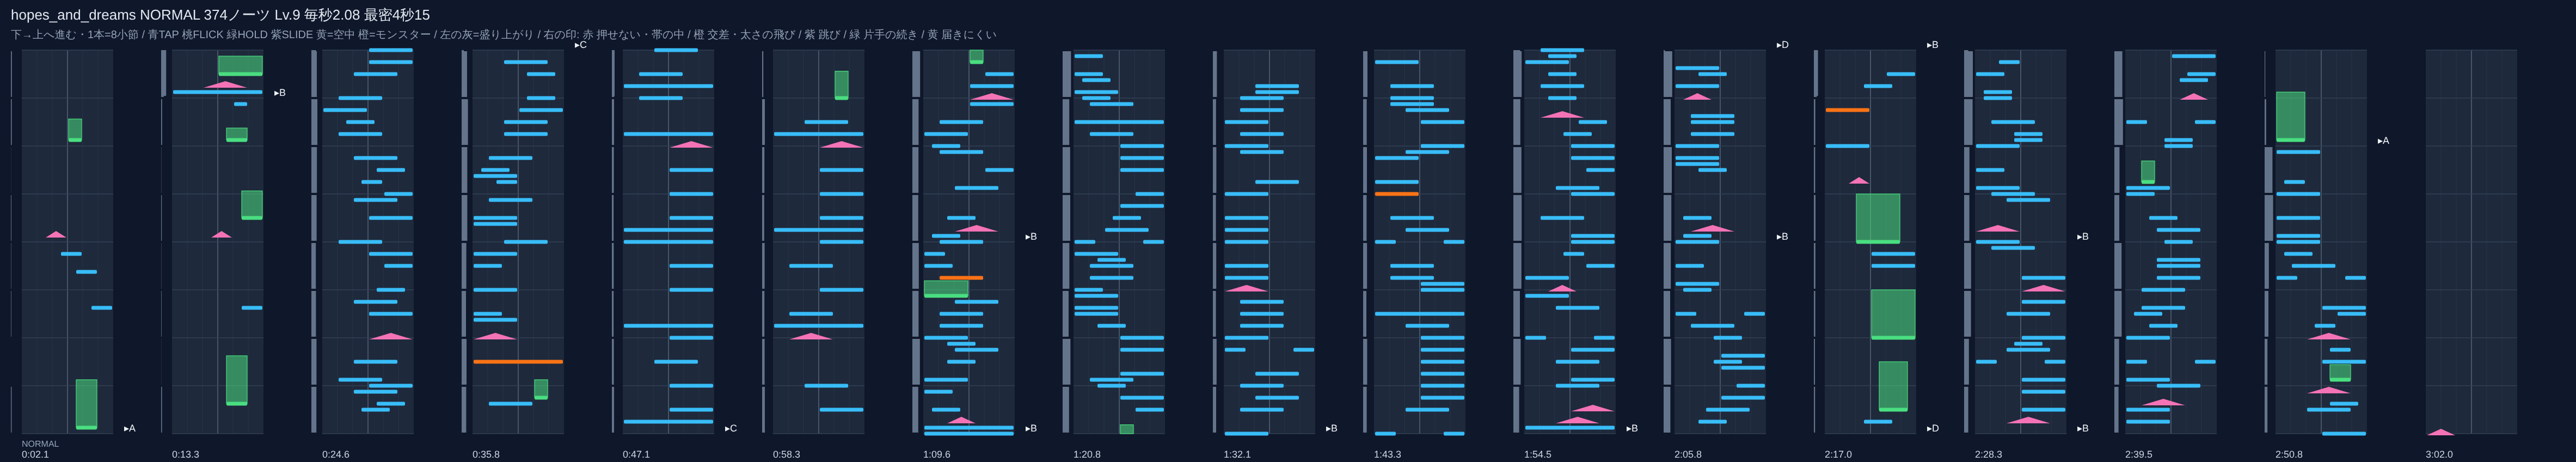 hopes_and_dreams NORMAL 374ノーツ Lv.9 毎秒2.08 最密4秒15
下→上へ進む・1本=8小節 / 青TAP 桃FLICK 緑HOLD 紫SLIDE 黄=空中 橙=モンスター / 左の灰=盛り上がり / 右の印: 赤 押せない・帯の中 / 橙 交差・太さの飛び / 紫 跳び / 緑 片手の続き / 黄 届きにくい
▸C
▸D
▸B
▸B
▸A
▸B
▸B
▸B
▸A
▸C
▸B
▸B
▸B
▸D
▸B
NORMAL
0:02.1
0:13.3
0:24.6
0:35.8
0:47.1
0:58.3
1:09.6
1:20.8
1:32.1
1:43.3
1:54.5
2:05.8
2:17.0
2:28.3
2:39.5
2:50.8
3:02.0